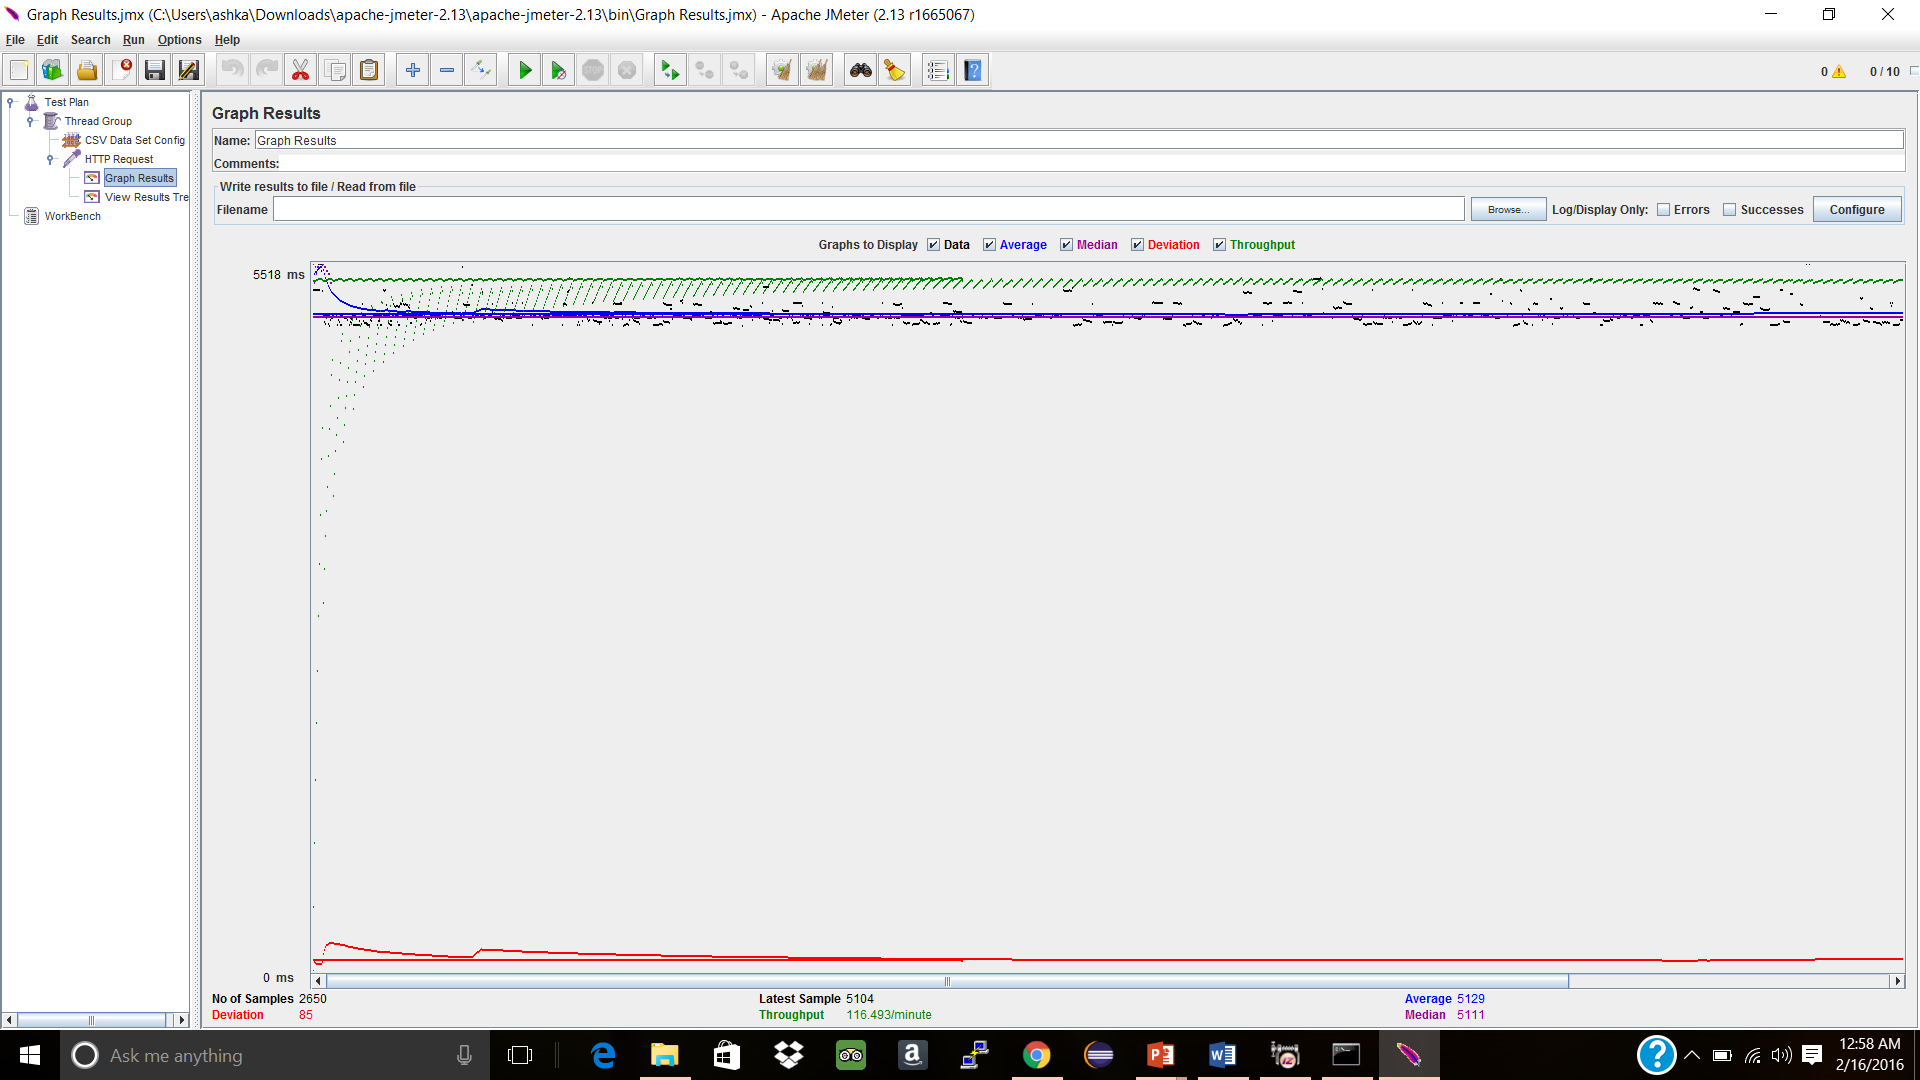 Graph Results.jmx (C:\Users\ashka\Downloads\apache-jmeter-2.13\apache-jmeter-2.13\bin\Graph Results.jmx) - Apache JMeter (2.13 r1665067)
File Edit Search Run Options Help
STOP
0 0 / 10
Test Plan
Thread Group
CSV Data Set Config
HTTP Request
Graph Results
View Results Tre
WorkBench
Graph Results
Name: Graph Results
Comments:
Write results to file / Read from file
Filename Browse... Log/Display Only: Errors Successes Configure
Graphs to Display Data Average Median Deviation Throughput
5518 ms
0 ms
No of Samples 2650 Latest Sample 5104 Average 5129
Deviation 85 Throughput 116.493/minute Median 5111
Ask me anything
12:58 AM
2/16/2016